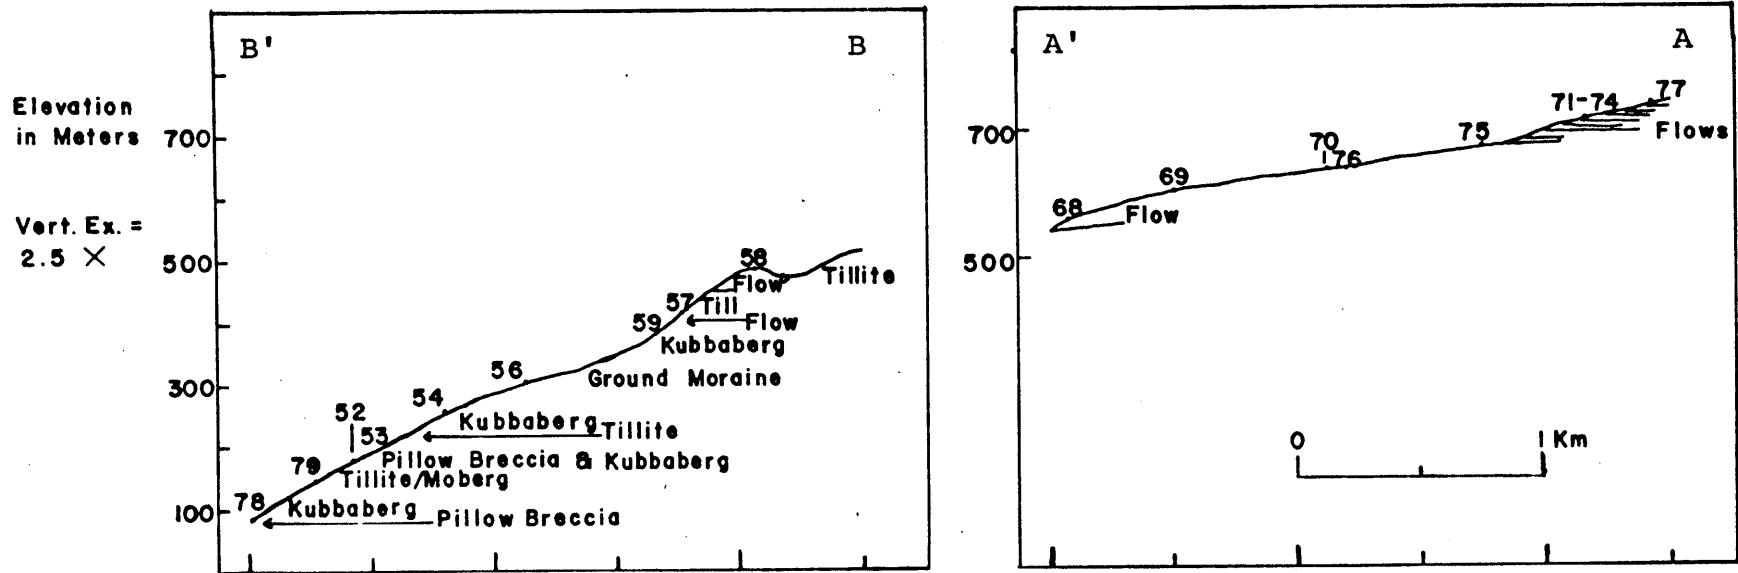 B'
B
Elevation
in Meters
Vert. Ex. =
2.5 ×
700
500
300
100
58
Flow
Tillite
57
Till
Flow
59
Kubbaberg
56
Ground Moraine
54
Kubbaberg
Tillite
52
53
Pillow Breccia & Kubbaberg
79
Tillite/Moberg
78
Kubbaberg
Pillow Breccia
A'
A
700
500
77
71-74
Flows
75
70
76
69
68
Flow
0
1 Km